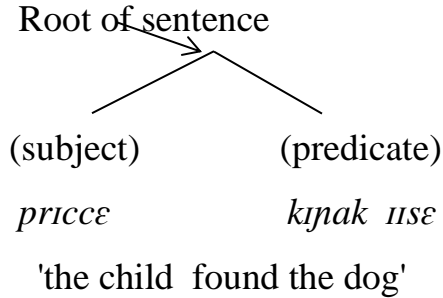 Root of sentence
(subject) (predicate)
prɪccɛ kɪɲak ɪɪsɛ
'the child found the dog'